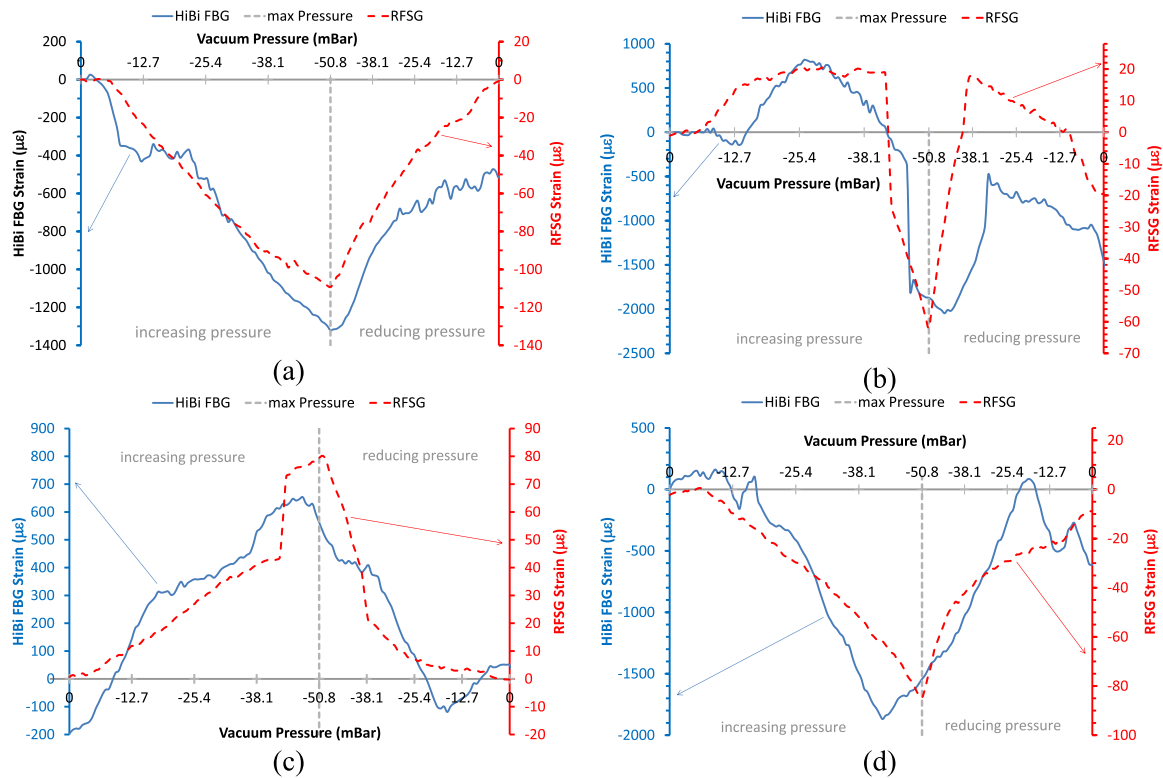 HiBi FBG max Pressure RFSG
Vacuum Pressure (mBar)
0 -12.7 -25.4 -38.1 -50.8 -38.1 -25.4 -12.7 0
HiBi FBG Strain (µε)
200
0
-200
-400
-600
-800
-1000
-1200
-1400
20
0
-20
-40
-60
-80
-100
-120
-140
RFSG Strain (µε)
increasing pressure reducing pressure
(a)
HiBi FBG max Pressure RFSG
HiBi FBG Strain (µε)
1000
500
0
-500
-1000
-1500
-2000
-2500
0 -12.7 -25.4 -38.1 -50.8 -38.1 -25.4 -12.7 0
Vacuum Pressure (mBar)
20
10
0
-10
-20
-30
-40
-50
-60
-70
RFSG Strain (µε)
increasing pressure reducing pressure
(b)
HiBi FBG max Pressure RFSG
HiBi FBG Strain (µε)
900
800
700
600
500
400
300
200
100
0
-100
-200
increasing pressure reducing pressure
90
80
70
60
50
40
30
20
10
0
-10
-20
RFSG Strain (µε)
0 -12.7 -25.4 -38.1 -50.8 -38.1 -25.4 -12.7 0
Vacuum Pressure (mBar)
(c)
HiBi FBG max Pressure RFSG
Vacuum Pressure (mBar)
0 -12.7 -25.4 -38.1 -50.8 -38.1 -25.4 -12.7 0
HiBi FBG Strain (µε)
500
0
-500
-1000
-1500
-2000
25
20
0
-20
-40
-60
-80
-100
RFSG Strain (µε)
increasing pressure reducing pressure
(d)